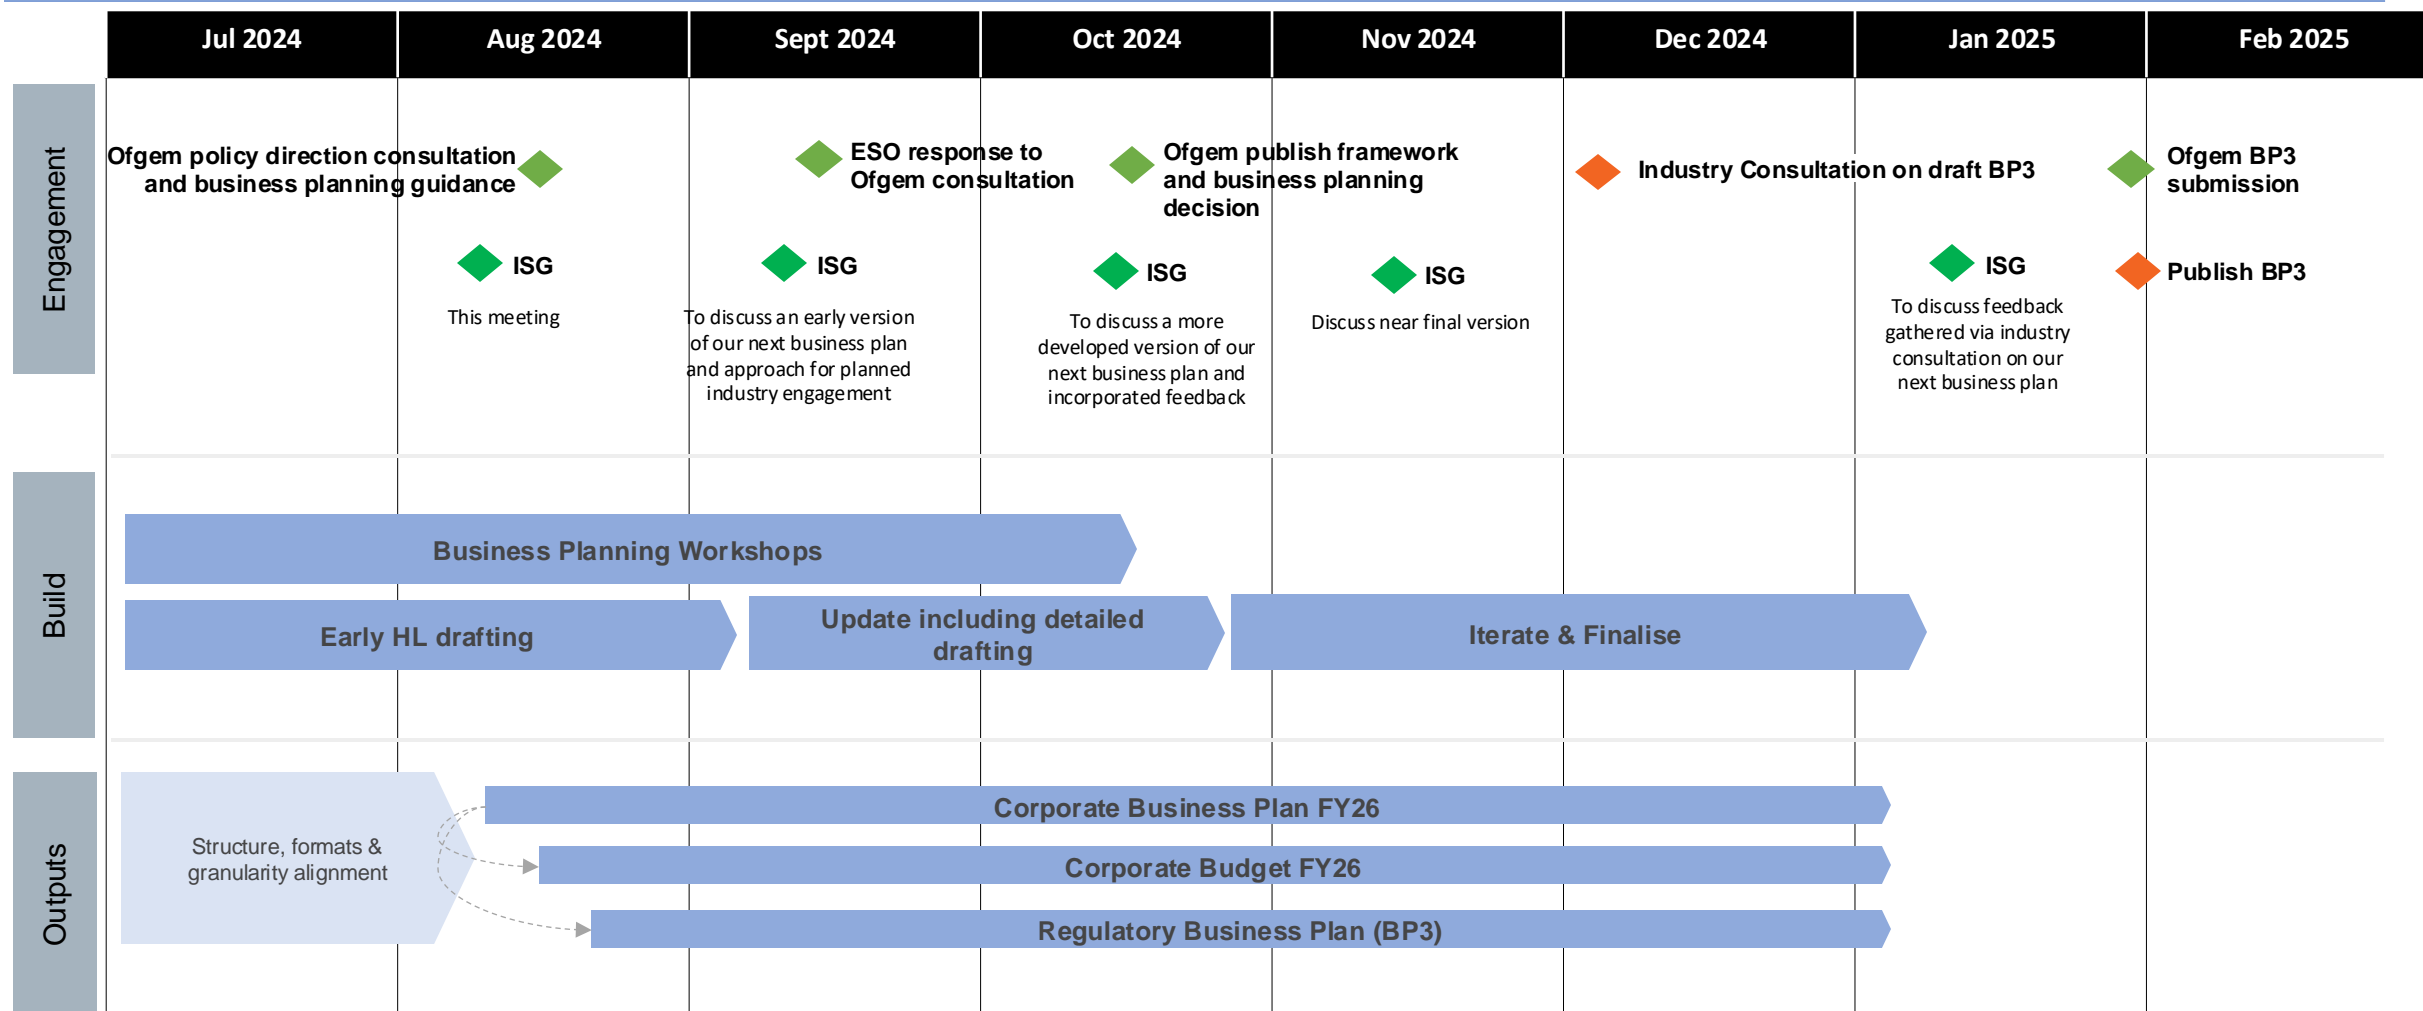 Jul 2024
Aug 2024
Sept 2024
Oct 2024
Nov 2024
Dec 2024
Jan 2025
Feb 2025
Engagement
Ofgem policy direction consultation
and business planning guidance
ESO response to
Ofgem consultation
Ofgem publish framework
and business planning
decision
Industry Consultation on draft BP3
Ofgem BP3
submission
ISG
This meeting
ISG
To discuss an early version
of our next business plan
and approach for planned
industry engagement
ISG
To discuss a more
developed version of our
next business plan and
incorporated feedback
ISG
Discuss near final version
ISG
To discuss feedback
gathered via industry
consultation on our
next business plan
Publish BP3
Build
Business Planning Workshops
Early HL drafting
Update including detailed
drafting
Iterate & Finalise
Outputs
Structure, formats &
granularity alignment
Corporate Business Plan FY26
Corporate Budget FY26
Regulatory Business Plan (BP3)